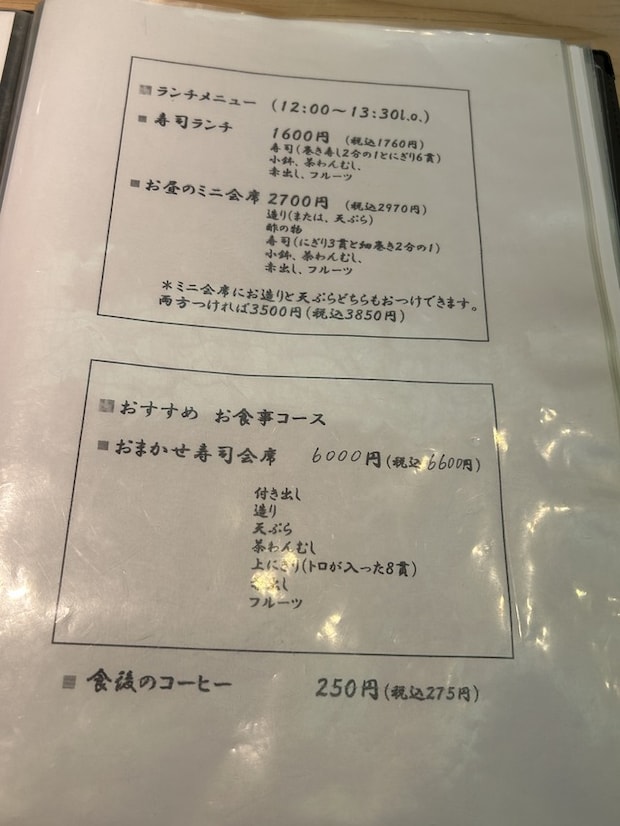 ランチメニュー (12:00～13:30l.o.)
寿司ランチ 1600円 (税込1760円)
寿司(巻き寿し2分の1とにぎり6貫)
小鉢、茶わんむし、
赤出し、フルーツ
お昼のミニ会席 2700円 (税込2970円)
造り(または、天ぷら)
酢の物
寿司(にぎり3貫と細巻き2分の1)
小鉢、茶わんむし、
赤出し、フルーツ
*ミニ会席にお造りと天ぷらどちらもおつけできます。
両方つければ3500円(税込3850円)
おすすめ お食事コース
おまかせ寿司会席 6000円(税込6600円)
付き出し
造り
天ぷら
茶わんむし
上にぎり(トロが入った8貫)
出し
フルーツ
食後のコーヒー 250円(税込275円)